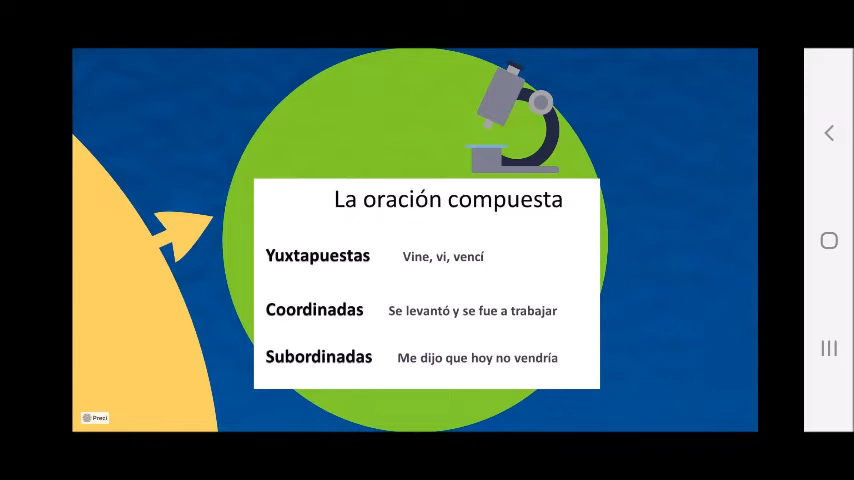 La oración compuesta
Yuxtapuestas Vine, vi, vencí
Coordinadas Se levantó y se fue a trabajar
Subordinadas Me dijo que hoy no vendría
Prezi